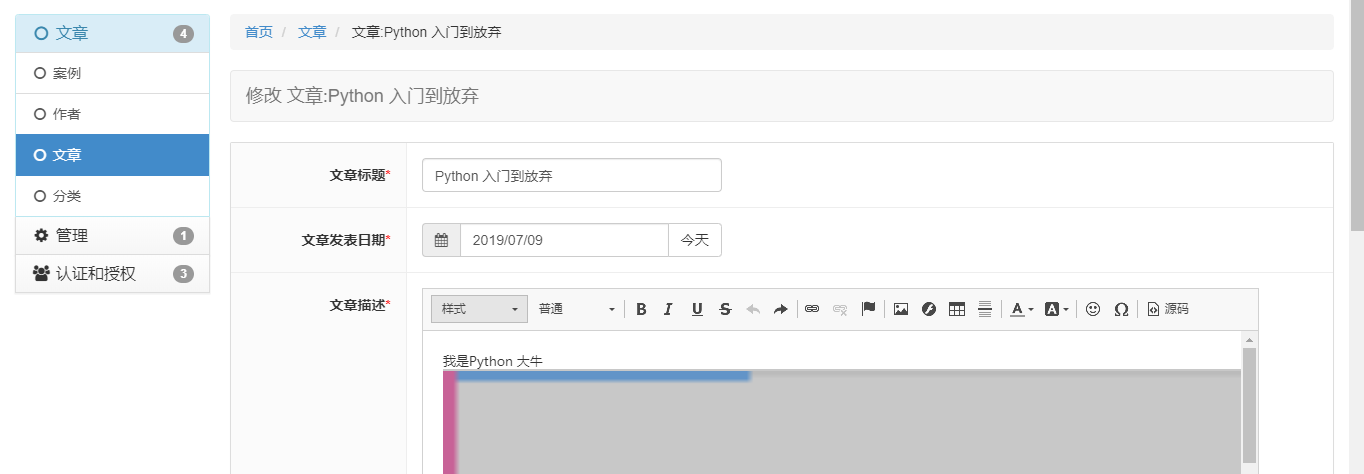 文章 4
案例
作者
文章
分类
管理 1
认证和授权 3
首页 / 文章 / 文章:Python 入门到放弃
修改 文章:Python 入门到放弃
文章标题* Python 入门到放弃
文章发表日期* 2019/07/09 今天
文章描述* 样式 普通 B I U S A A Ω 源码
我是Python 大牛